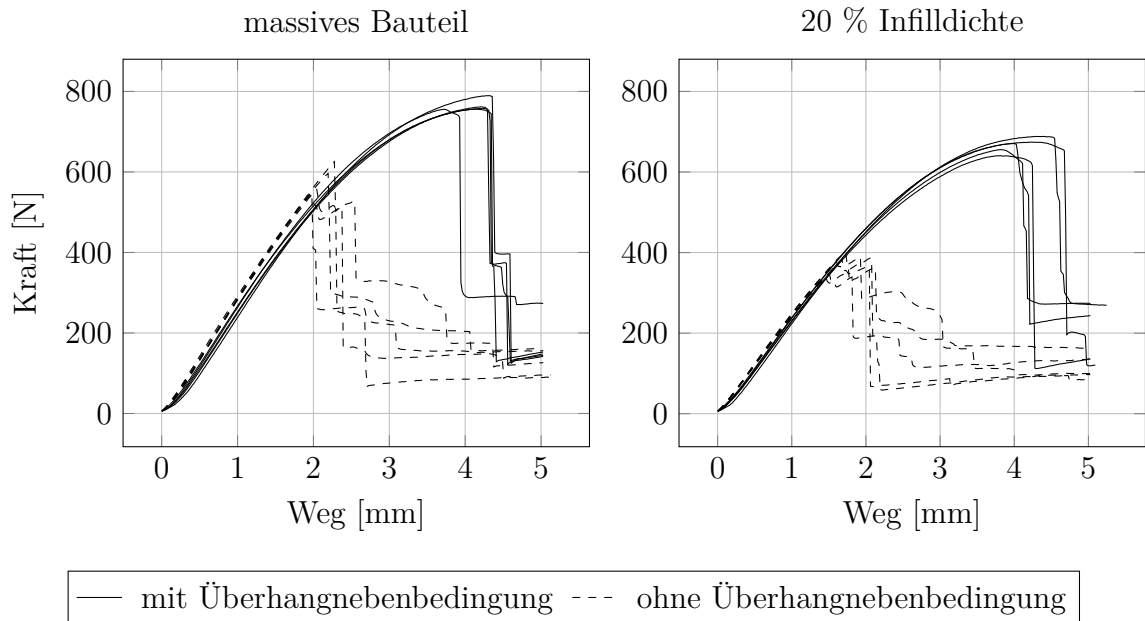 massives Bauteil
20 % Infilldichte
Kraft [N]
800
600
400
200
0
0 1 2 3 4 5
Weg [mm]
800
600
400
200
0
0 1 2 3 4 5
Weg [mm]
mit Überhangnebenbedingung
ohne Überhangnebenbedingung